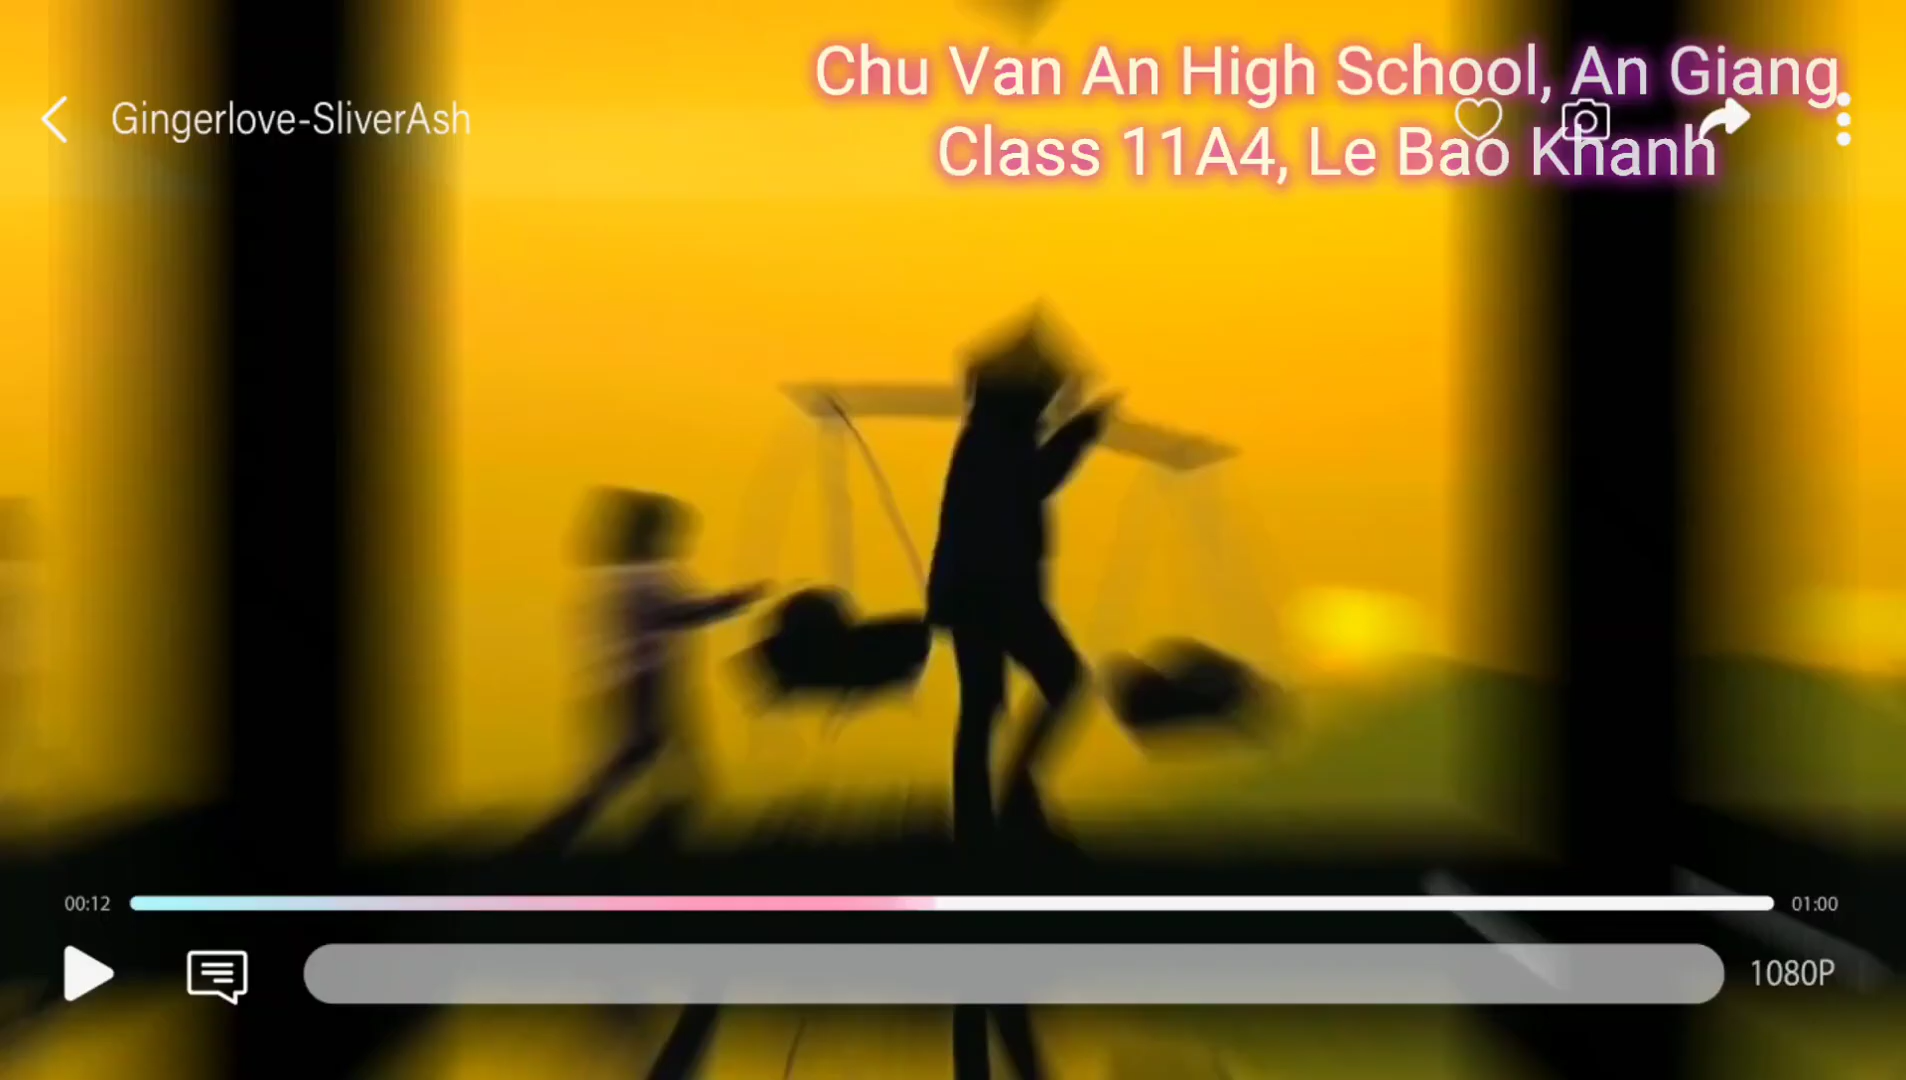 Chu Van An High School, An Giang
Gingerlove-SliverAsh
Class 11A4, Le Bao Khanh
00:12
01:00
1080P